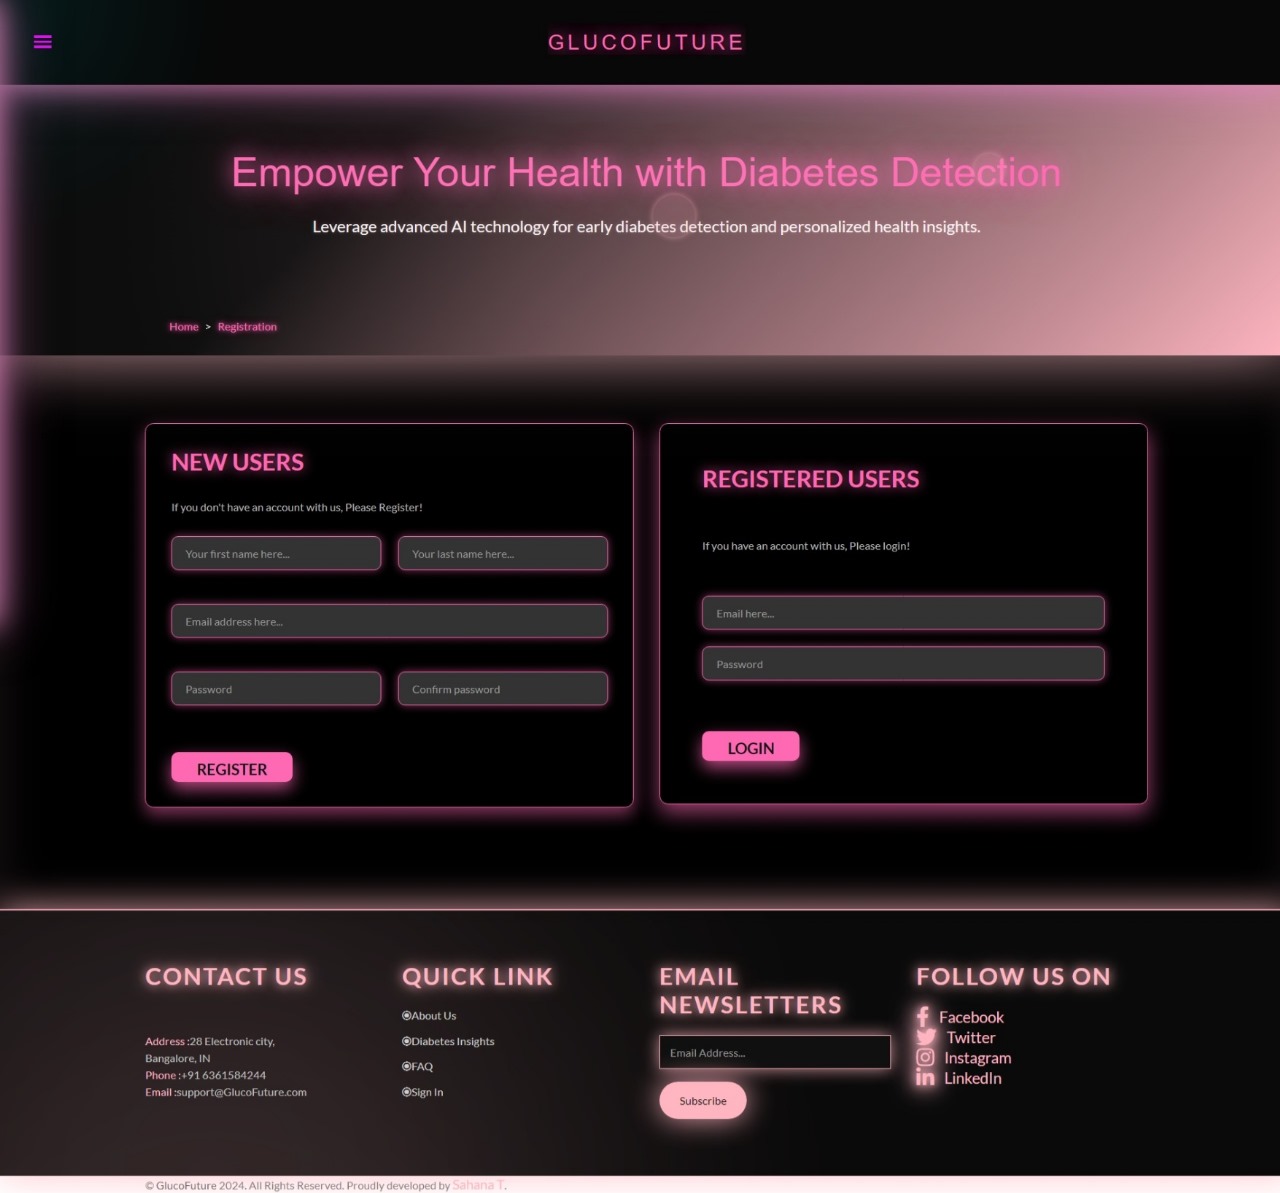 GLUCOFUTURE
Empower Your Health with Diabetes Detection
Leverage advanced AI technology for early diabetes detection and personalized health insights.
Home > Registration
NEW USERS
If you don't have an account with us, Please Register!
Your first name here...
Your last name here...
Email address here...
Password
Confirm password
REGISTER
REGISTERED USERS
If you have an account with us, Please login!
Email here...
Password
LOGIN
CONTACT US
Address :28 Electronic city,
Bangalore, IN
Phone :+91 6361584244
Email :support@GlucoFuture.com
QUICK LINK
About Us
Diabetes Insights
FAQ
Sign In
EMAIL
NEWSLETTERS
Email Address...
Subscribe
FOLLOW US ON
Facebook
Twitter
Instagram
LinkedIn
© GlucoFuture 2024. All Rights Reserved. Proudly developed by Sahana T.